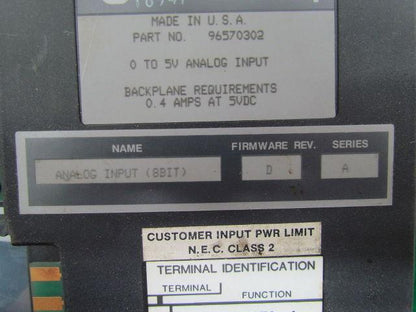 MADE IN U.S.A.
PART NO. 96570302
0 TO 5V ANALOG INPUT
BACKPLANE REQUIREMENTS
0.4 AMPS AT 5VDC
NAME FIRMWARE REV. SERIES
ANALOG INPUT (8BIT) D A
CUSTOMER INPUT PWR LIMIT
N.E.C. CLASS 2
TERMINAL IDENTIFICATION
TERMINAL
FUNCTION